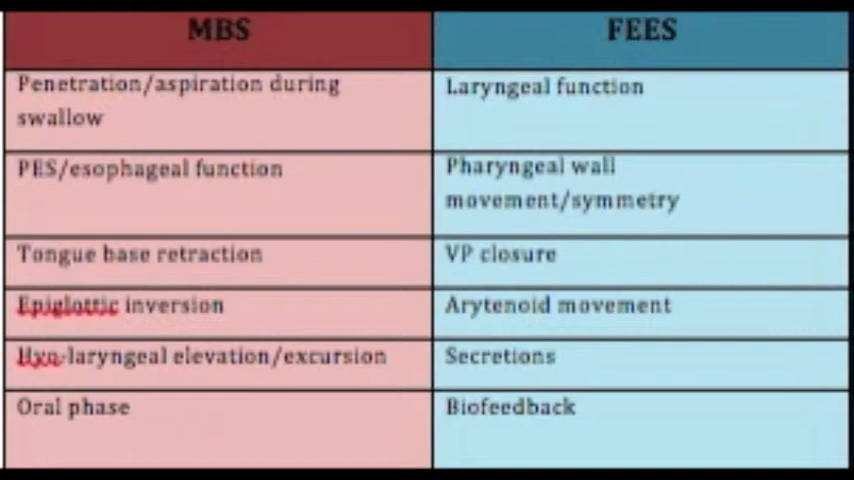 MBS
FEES
Penetration/aspiration during
swallow
Laryngeal function
PES/esophageal function
Pharyngeal wall
movement/symmetry
Tongue base retraction
VP closure
Epiglottic inversion
Arytenoid movement
Hyo-laryngeal elevation/excursion
Secretions
Oral phase
Biofeedback